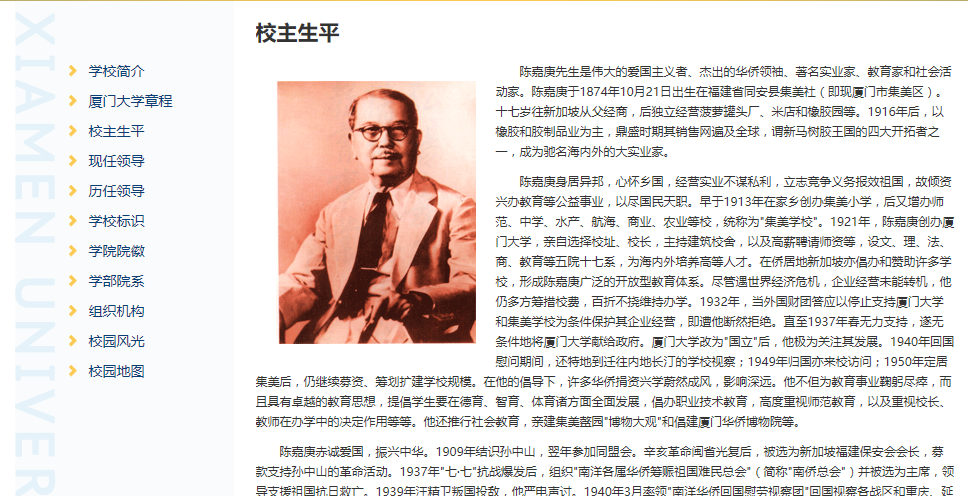 XIAMEN UNIVER
学校简介
厦门大学章程
校主生平
现任领导
历任领导
学校标识
学院院徽
学部院系
组织机构
校园风光
校园地图
校主生平
陈嘉庚先生是伟大的爱国主义者、杰出的华侨领袖、著名实业家、教育家和社会活
动家。陈嘉庚于1874年10月21日出生在福建省同安县集美社（即现厦门市集美区）。
十七岁往新加坡从父经商，后独立经营菠萝罐头厂、米店和橡胶园等。1916年后，以
橡胶和胶制品业为主，鼎盛时期其销售网遍及全球，谓新马树胶王国的四大开拓者之
一，成为驰名海内外的大实业家。
陈嘉庚身居异邦，心怀乡国，经营实业不谋私利，立志竞争义务报效祖国，故倾资
兴办教育等公益事业，以尽国民天职。早于1913年在家乡创办集美小学，后又增办师
范、中学、水产、航海、商业、农业等校，统称为"集美学校"。1921年，陈嘉庚创办厦
门大学，亲自选择校址、校长，主持建筑校舍，以及高薪聘请师资等，设文、理、法、
商、教育等五院十七系，为海内外培养高等人才。在侨居地新加坡亦倡办和赞助许多学
校，形成陈嘉庚广泛的开放型教育体系。尽管遇世界经济危机，企业经营未能转机，他
仍多方筹措校费，百折不挠维持办学。1932年，当外国财团答应以停止支持厦门大学
和集美学校为条件保护其企业经营，即遭他断然拒绝。直至1937年春无力支持，遂无
条件地将厦门大学献给政府。厦门大学改为"国立"后，他极为关注其发展。1940年回国
慰问期间，还特地到迁往内地长汀的学校视察；1949年归国亦来校访问；1950年定居
集美后，仍继续募资、筹划扩建学校规模。在他的倡导下，许多华侨捐资兴学蔚然成风，影响深远。他不但为教育事业鞠躬尽瘁，而
且具有卓越的教育思想，提倡学生要在德育、智育、体育诸方面全面发展，倡办职业技术教育，高度重视师范教育，以及重视校长、
教师在办学中的决定作用等等。他还推行社会教育，亲建集美鳌园"博物大观"和倡建厦门华侨博物院等。
陈嘉庚赤诚爱国，振兴中华。1909年结识孙中山，翌年参加同盟会。辛亥革命闽省光复后，被选为新加坡福建保安会会长，募
款支持孙中山的革命活动。1937年"七·七"抗战爆发后，组织"南洋各属华侨筹赈祖国难民总会"（简称"南侨总会"）并被选为主席，领
导支援祖国抗日救亡。1939年汪精卫叛国投敌，他严电声讨。1940年3月率领"南洋华侨回国慰劳视察团"回国视察各战区和重庆、延